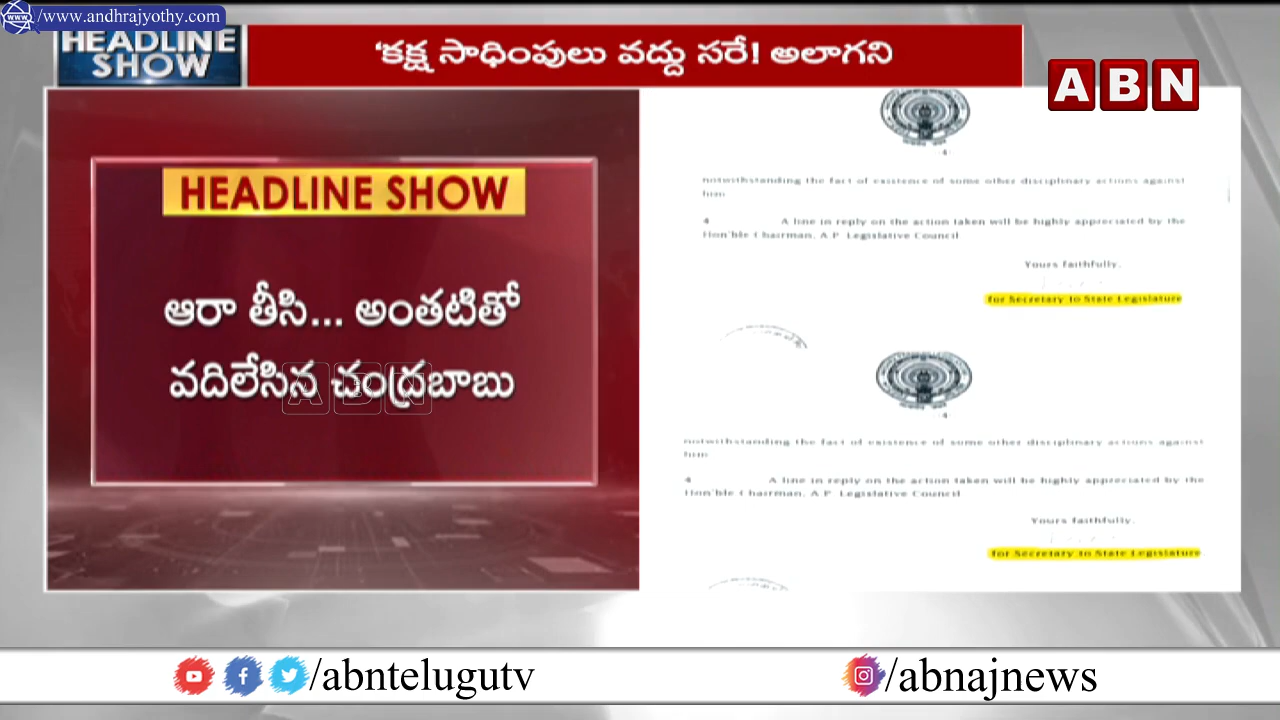 /www.andhrajyothy.com
HEADLINE
SHOW
‘కక్ష సాధింపులు వద్దు సరే! అలాగని
ABN
HEADLINE SHOW
ఆరా తీసి... అంతటితో
వదిలేసిన చంద్రబాబు
ABN
4
notwithstanding the fact of existence of some other disciplinary actions against
him
4 A line in reply on the action taken will be highly appreciated by the
Hon'ble Chairman, A.P. Legislative Council
Yours faithfully,
for Secretary to State Legislature
4
notwithstanding the fact of existence of some other disciplinary actions against
him
4 A line in reply on the action taken will be highly appreciated by the
Hon'ble Chairman, A.P. Legislative Council
Yours faithfully,
for Secretary to State Legislature
/abntelugutv
/abnajnews